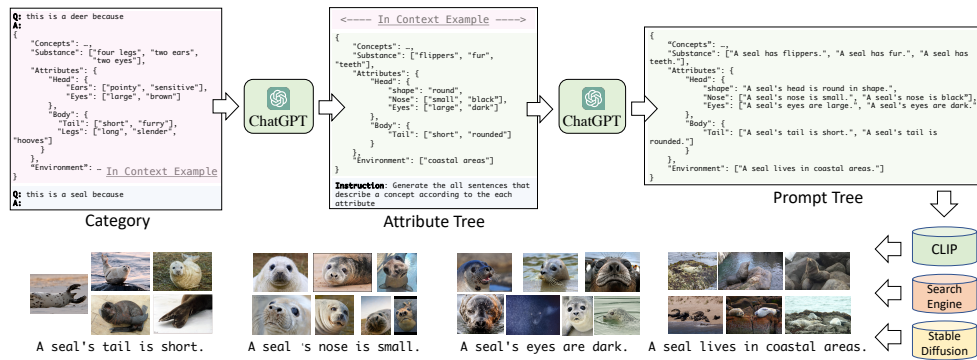 Q: this is a deer because
A:
{
"Concepts": …,
"Substance": ["four legs", "two ears",
"two eyes"],
"Attributes": {
"Head": {
"Ears": ["pointy", "sensitive"],
"Eyes": ["large", "brown"]
},
"Body": {
"Tail": ["short", "furry"],
"Legs": ["long", "slender",
"hooves"]
}
},
"Environment": …
}
In Context Example
Q: this is a seal because
A:
Category
ChatGPT
<---- In Context Example ---->
{
"Concepts": …,
"Substance": ["flippers", "fur",
"teeth"],
"Attributes": {
"Head": {
"shape": "round",
"Nose": ["small", "black"],
"Eyes": ["large", "dark"]
},
"Body": {
"Tail": ["short", "rounded"]
}
},
"Environment": ["coastal areas"]
}
Instruction: Generate the all sentences that
describe a concept according to the each
attribute
Attribute Tree
ChatGPT
{
"Concepts": …,
"Substance": ["A seal has flippers.", "A seal has fur.", "A seal has
teeth."],
"Attributes": {
"Head": {
"shape": "A seal's head is round in shape.",
"Nose": ["A seal's nose is small.", "A seal's nose is black"],
"Eyes": ["A seal's eyes are large.", "A seal's eyes are dark."]
},
"Body": {
"Tail": ["A seal's tail is short.", "A seal's tail is
rounded."]
}
},
"Environment": ["A seal lives in coastal areas."]
}
Prompt Tree
CLIP
Search
Engine
Stable
Diffusion
A seal's tail is short.
A seal's nose is small.
A seal's eyes are dark.
A seal lives in coastal areas.